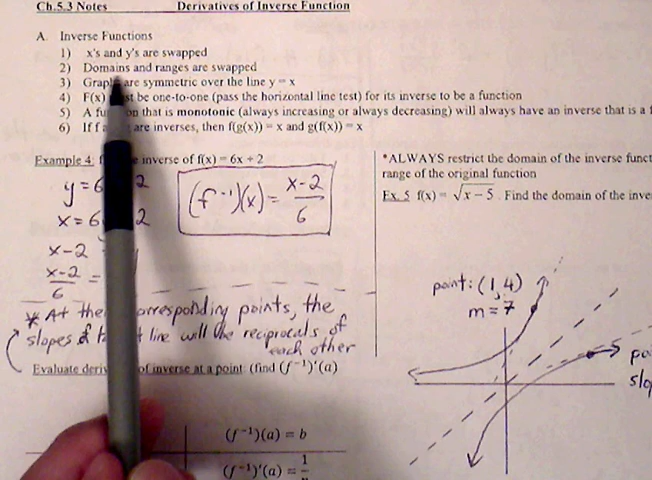 Ch.5.3 Notes Derivatives of Inverse Function
A. Inverse Functions
1) x's and y's are swapped
2) Domains and ranges are swapped
3) are symmetric over the line y = x
4) F(x) be one-to-one (pass the horizontal line test) for its inverse to be a function
5) A that is monotonic (always increasing or always decreasing) will always have an inverse that is a
6) If f are inverses, then f(g(x)) = x and g(f(x)) = x
Example 4: inverse of f(x) = 6x + 2
y = 6 2
x = 6 2
x - 2
x-2 / 6 =
(f⁻¹)(x) = x-2 / 6
* At the corresponding points, the
slopes of line will be reciprocals of
each other
Evaluate of inverse at a point: (find (f⁻¹)'(a)
(f⁻¹)(a) = b
(f⁻¹)'(a) = 1
*ALWAYS restrict the domain of the inverse
range of the original function
Ex. 5 f(x) = √x - 5 . Find the domain of the
point: (1,4)
m = 7